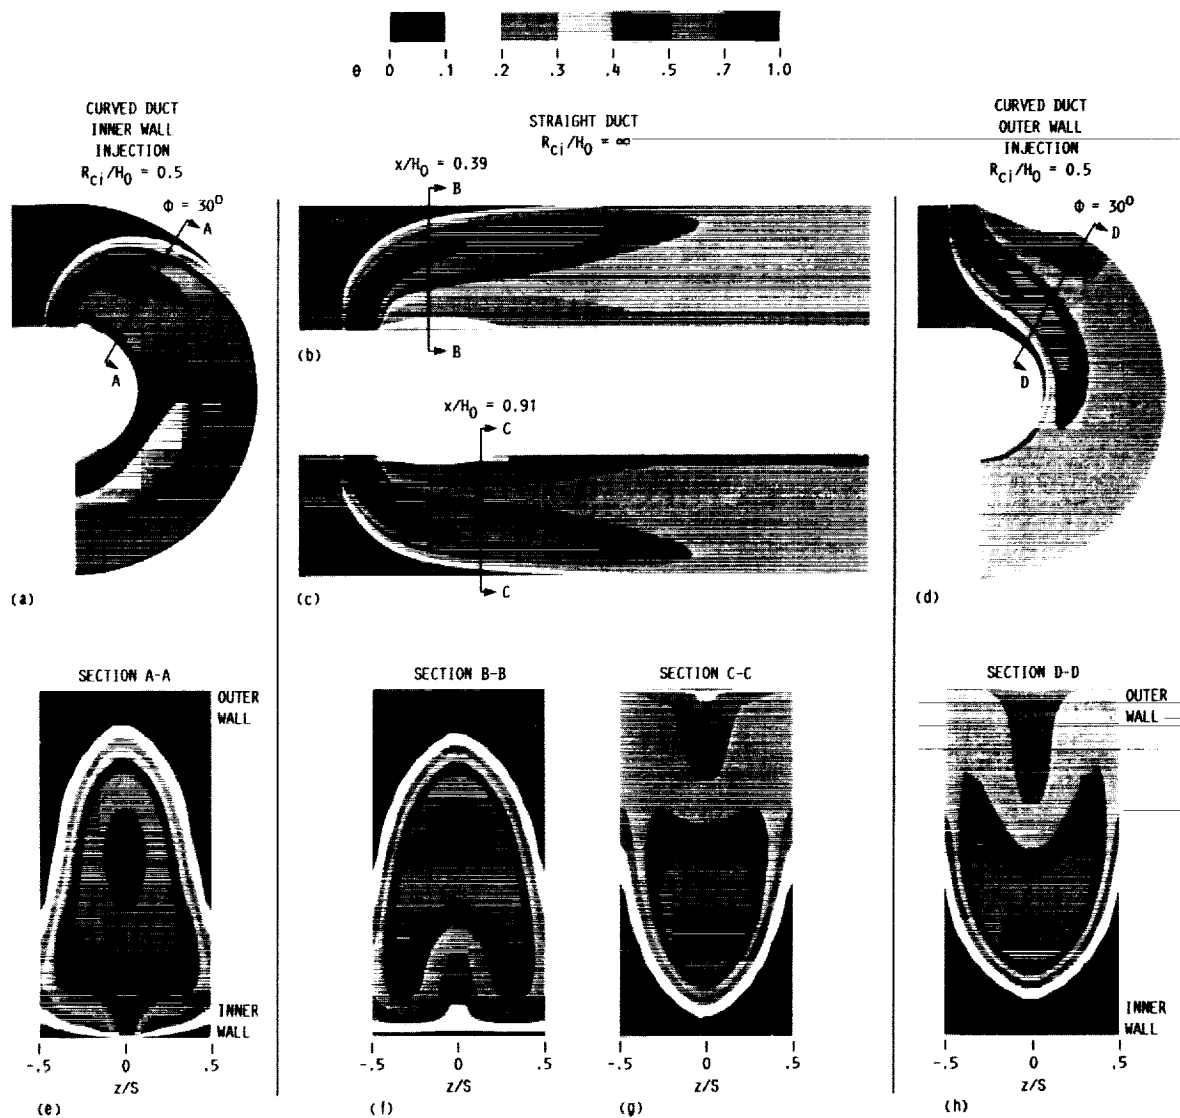 θ 0 .1 .2 .3 .4 .5 .7 1.0
CURVED DUCT
INNER WALL
INJECTION
R_ci/H_0 = 0.5
Φ = 30°
A
A
(a)
STRAIGHT DUCT
R_ci/H_0 = ∞
x/H_0 = 0.39
B
B
(b)
x/H_0 = 0.91
C
C
(c)
CURVED DUCT
OUTER WALL
INJECTION
R_ci/H_0 = 0.5
Φ = 30°
D
D
(d)
SECTION A-A
OUTER
WALL
INNER
WALL
-.5 0 .5
z/S
(e)
SECTION B-B
-.5 0 .5
z/S
(f)
SECTION C-C
-.5 0 .5
z/S
(g)
SECTION D-D
OUTER
WALL
INNER
WALL
-.5 0 .5
z/S
(h)